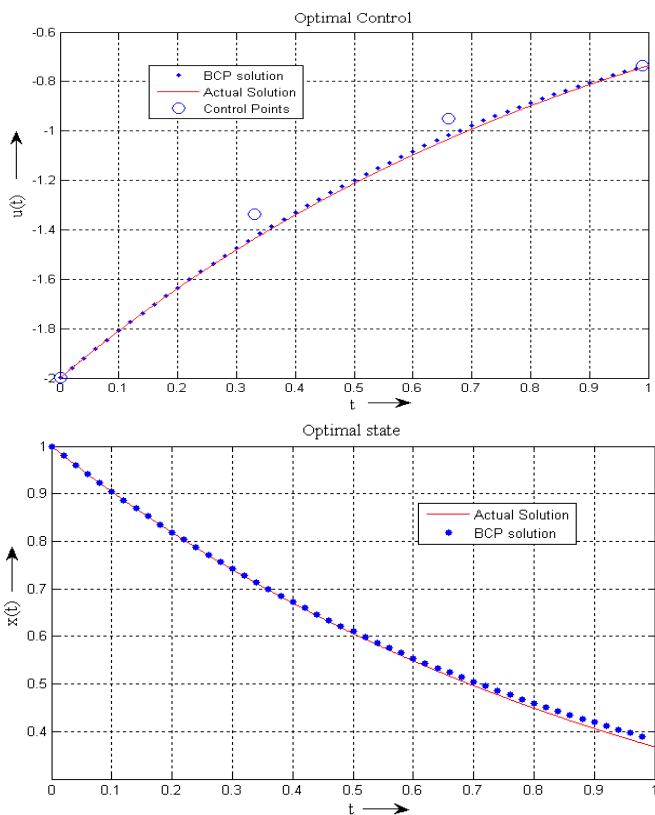 Optimal Control
-0.6
-0.8
-1
-1.2
-1.4
-1.6
-1.8
-2
u(t)
BCP solution
Actual Solution
Control Points
0 0.1 0.2 0.3 0.4 0.5 0.6 0.7 0.8 0.9 1
t
Optimal state
1
0.9
0.8
0.7
0.6
0.5
0.4
x(t)
Actual Solution
BCP solution
0 0.1 0.2 0.3 0.4 0.5 0.6 0.7 0.8 0.9 1
t